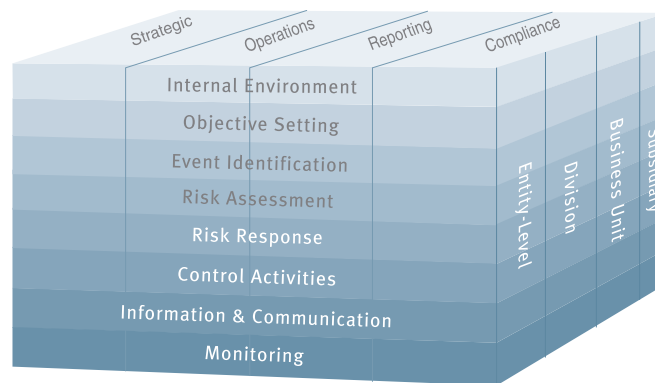 Strategic
Operations
Reporting
Compliance
Internal Environment
Objective Setting
Event Identification
Risk Assessment
Risk Response
Control Activities
Information & Communication
Monitoring
Entity-Level
Division
Business Unit
Subsidiary